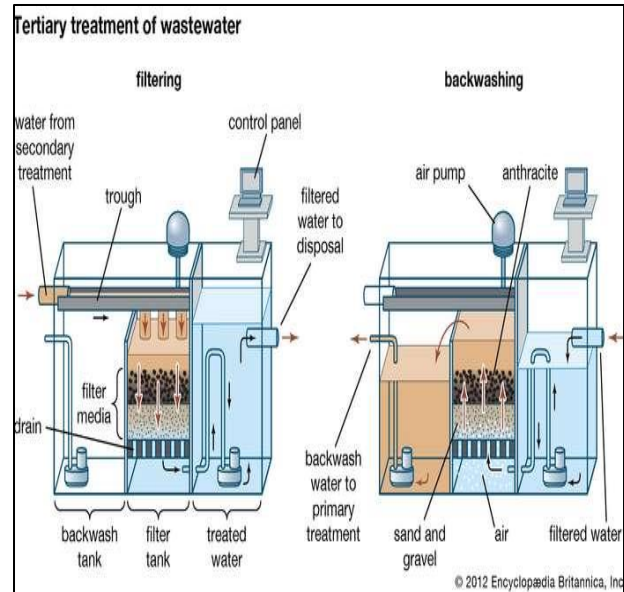 Tertiary treatment of wastewater
filtering
backwashing
water from
secondary
treatment
trough
control panel
filtered
water to
disposal
air pump
anthracite
filter
media
drain
backwash
tank
filter
tank
treated
water
backwash
water to
primary
treatment
sand and
gravel
air
filtered water
© 2012 Encyclopædia Britannica, Inc